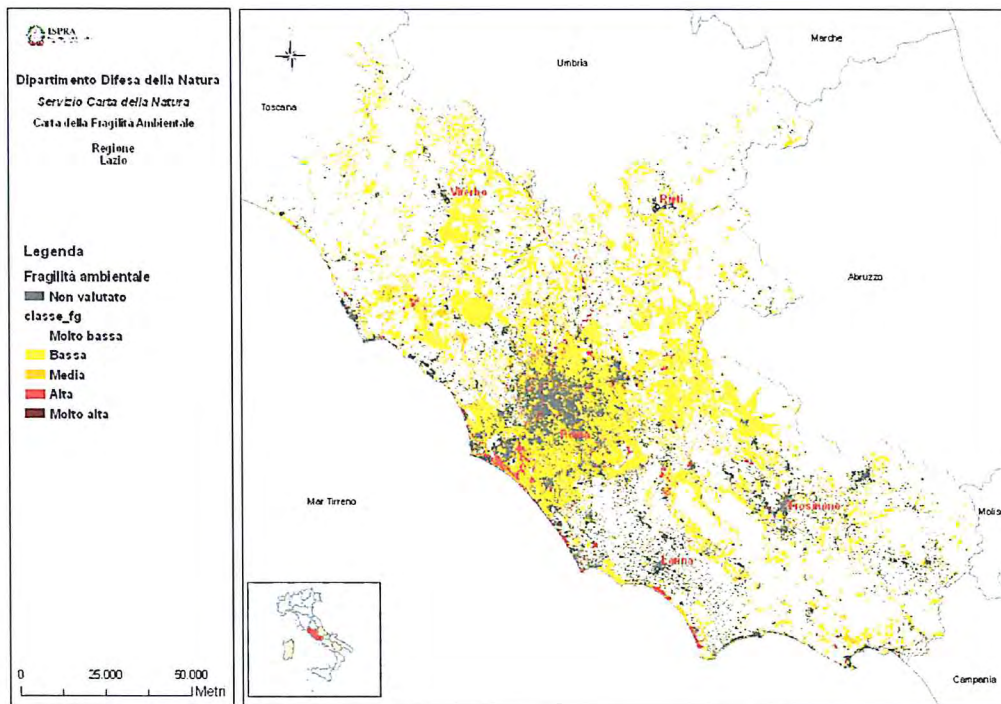 ISPRA
Dipartimento Difesa della Natura
Servizio Carta della Natura
Carta della Fragilità Ambientale
Regione
Lazio
Legenda
Fragilità ambientale
Non valutato
classe_fg
Molto bassa
Bassa
Media
Alta
Molto alta
0 25.000 50.000
Metri
Marche
Umbria
Toscana
Viterbo
Rieti
Abruzzo
Roma
Mar Tirreno
Frosinone
Molise
Latina
Campania